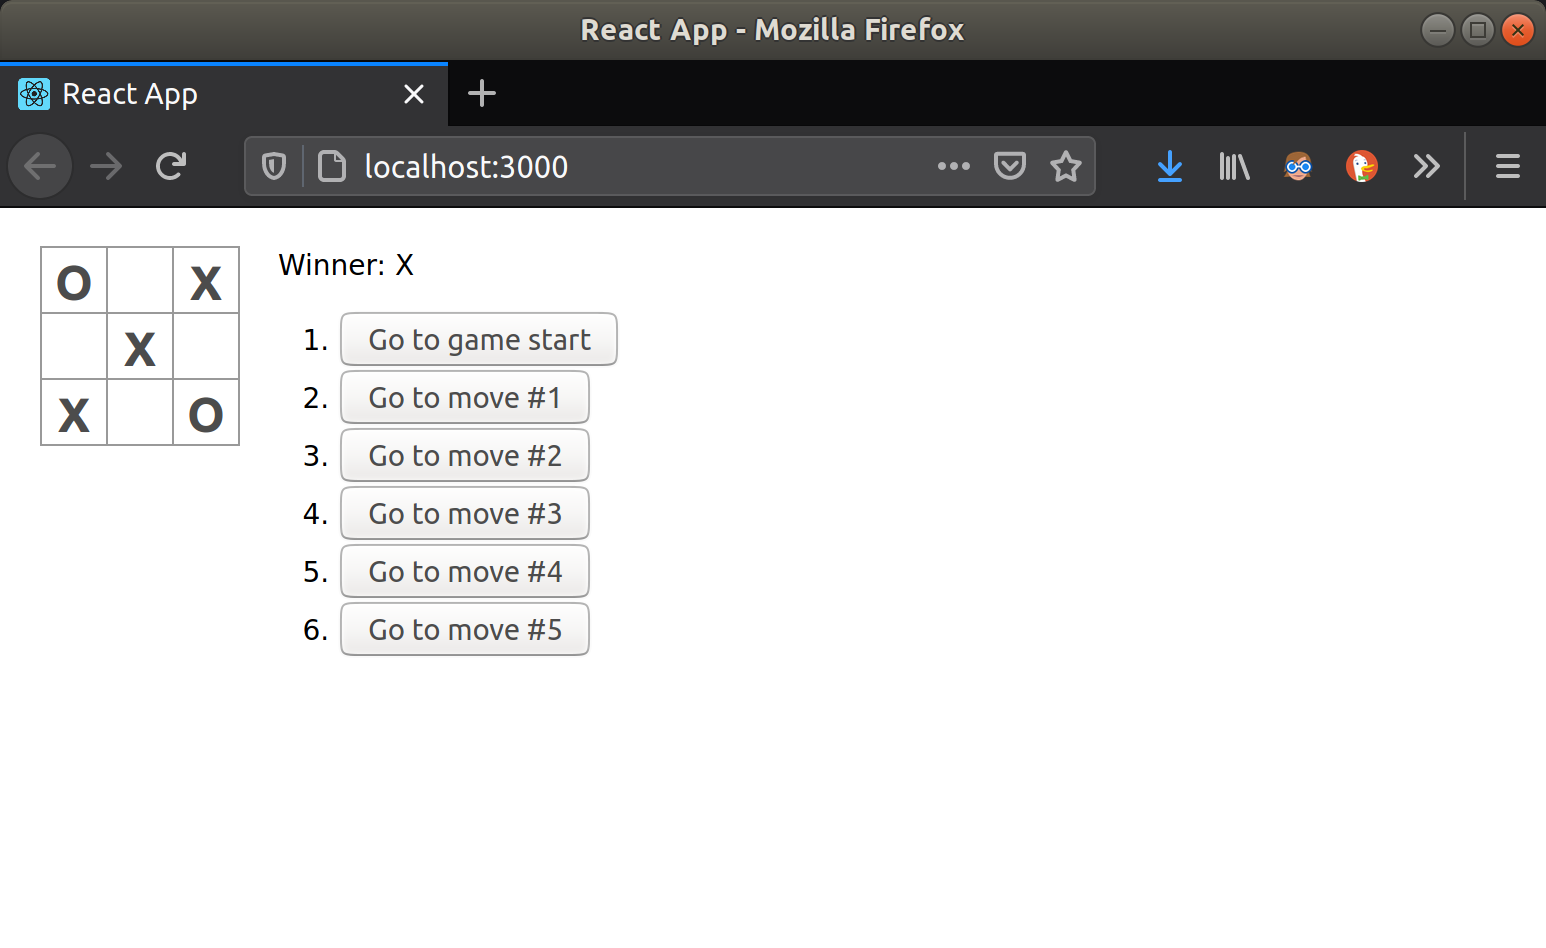 React App - Mozilla Firefox
React App
localhost:3000
O X
X
X O
Winner: X
1. Go to game start
2. Go to move #1
3. Go to move #2
4. Go to move #3
5. Go to move #4
6. Go to move #5